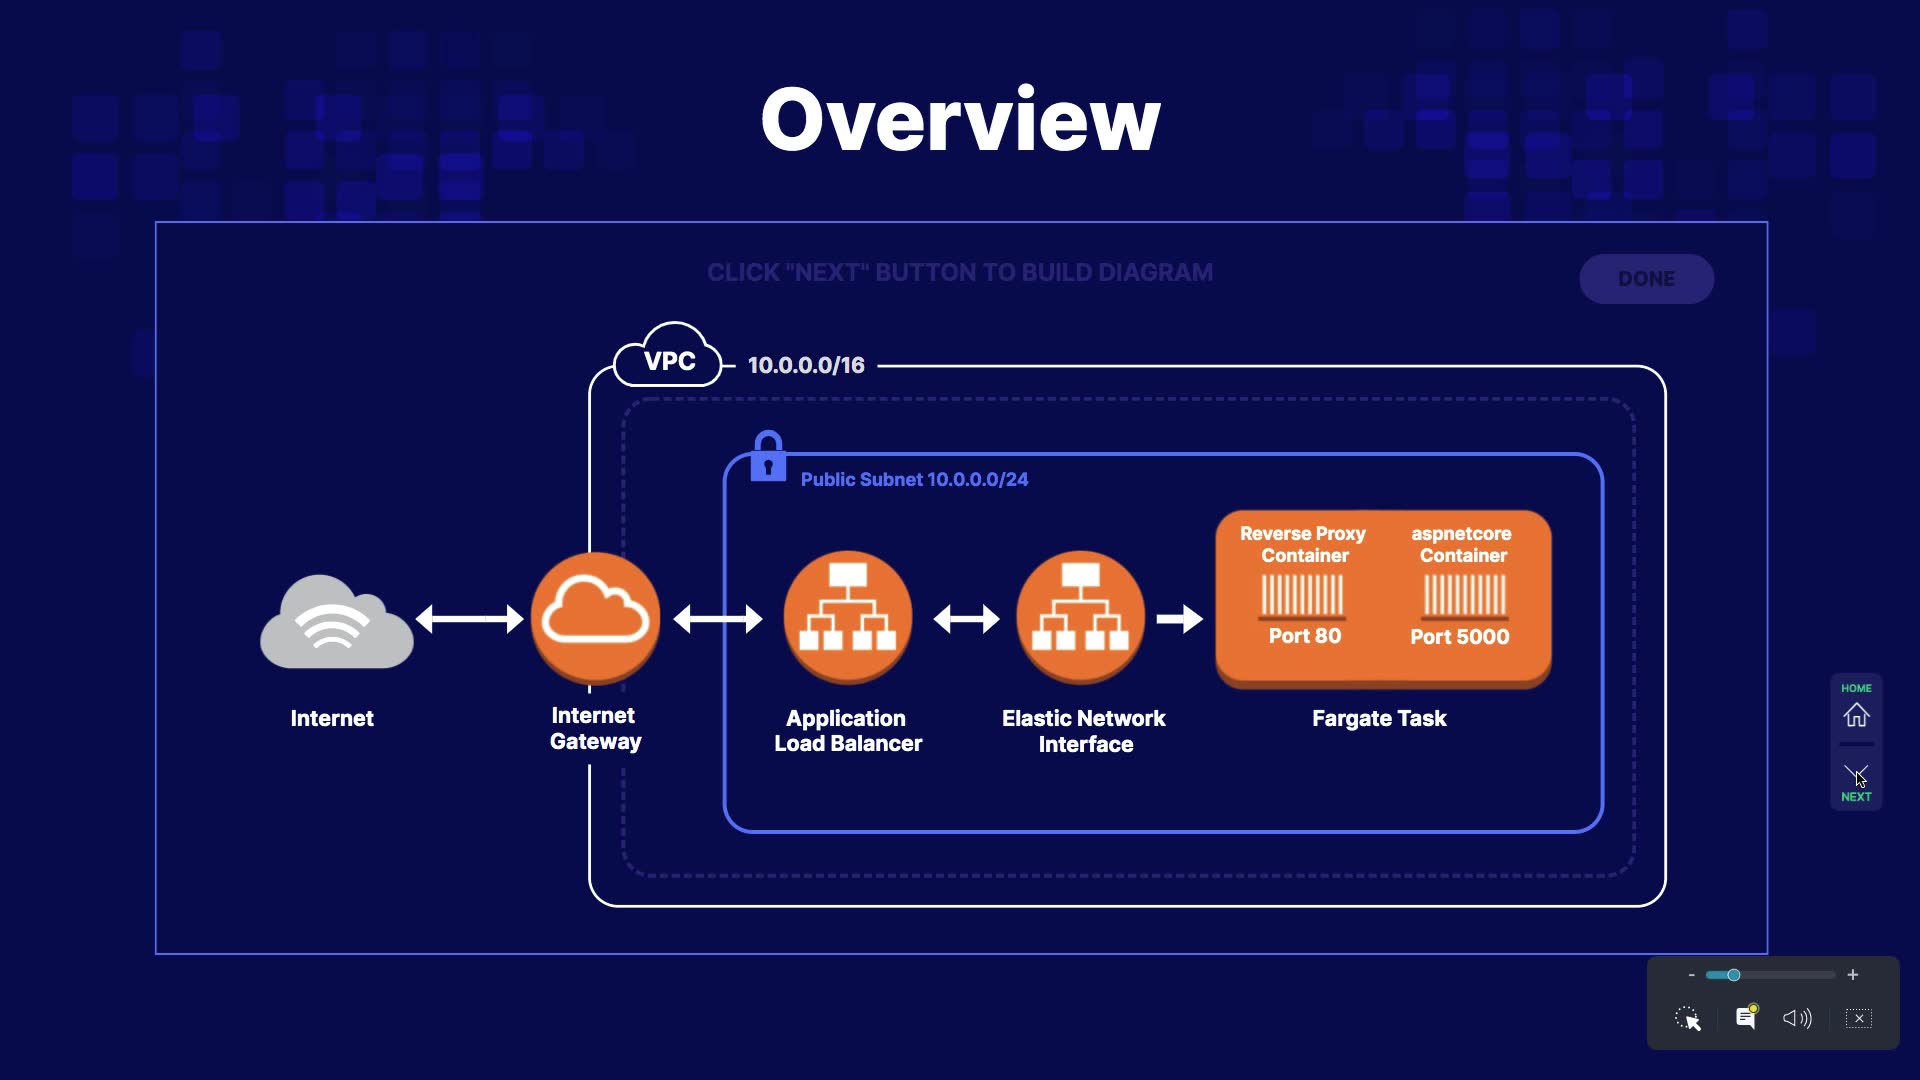 Overview
CLICK "NEXT" BUTTON TO BUILD DIAGRAM
DONE
VPC
10.0.0.0/16
Public Subnet 10.0.0.0/24
Reverse Proxy
Container
Port 80
aspnetcore
Container
Port 5000
Internet
Internet
Gateway
Application
Load Balancer
Elastic Network
Interface
Fargate Task
HOME
NEXT